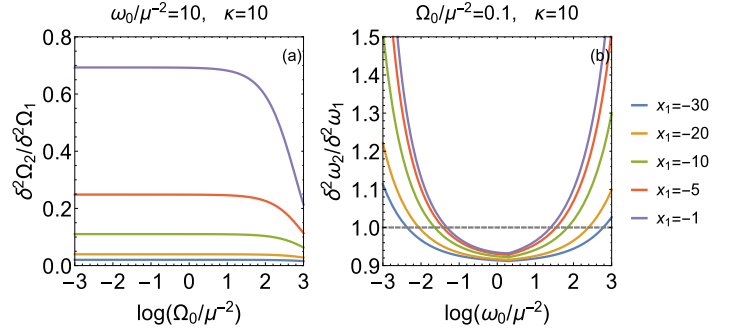 ω₀/μ⁻²=10, κ=10
(a)
δ²Ω₂/δ²Ω₁
0.8
0.6
0.4
0.2
0.0
−3 −2 −1 0 1 2 3
log(Ω₀/μ⁻²)
Ω₀/μ⁻²=0.1, κ=10
(b)
δ²ω₂/δ²ω₁
1.5
1.4
1.3
1.2
1.1
1.0
0.9
−3 −2 −1 0 1 2 3
log(ω₀/μ⁻²)
x₁=−30
x₁=−20
x₁=−10
x₁=−5
x₁=−1